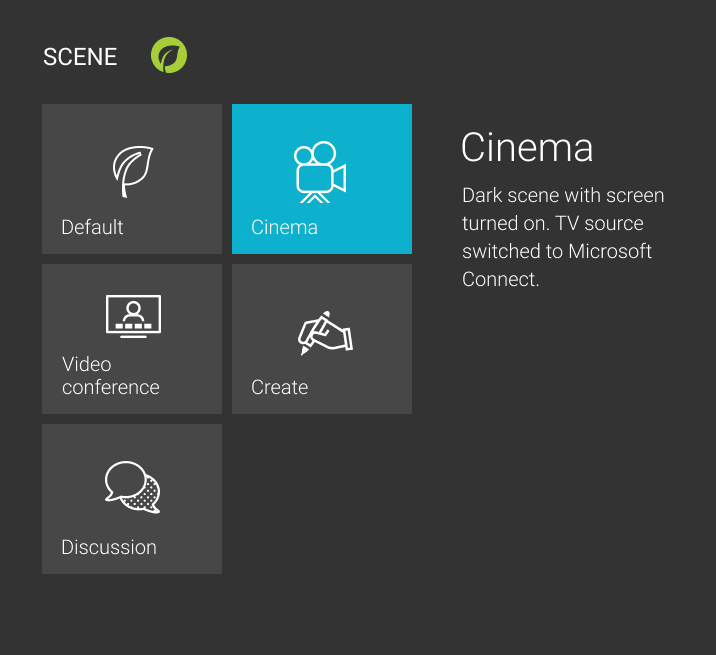 SCENE
Default
Cinema
Video
conference
Create
Discussion
Cinema
Dark scene with screen
turned on. TV source
switched to Microsoft
Connect.